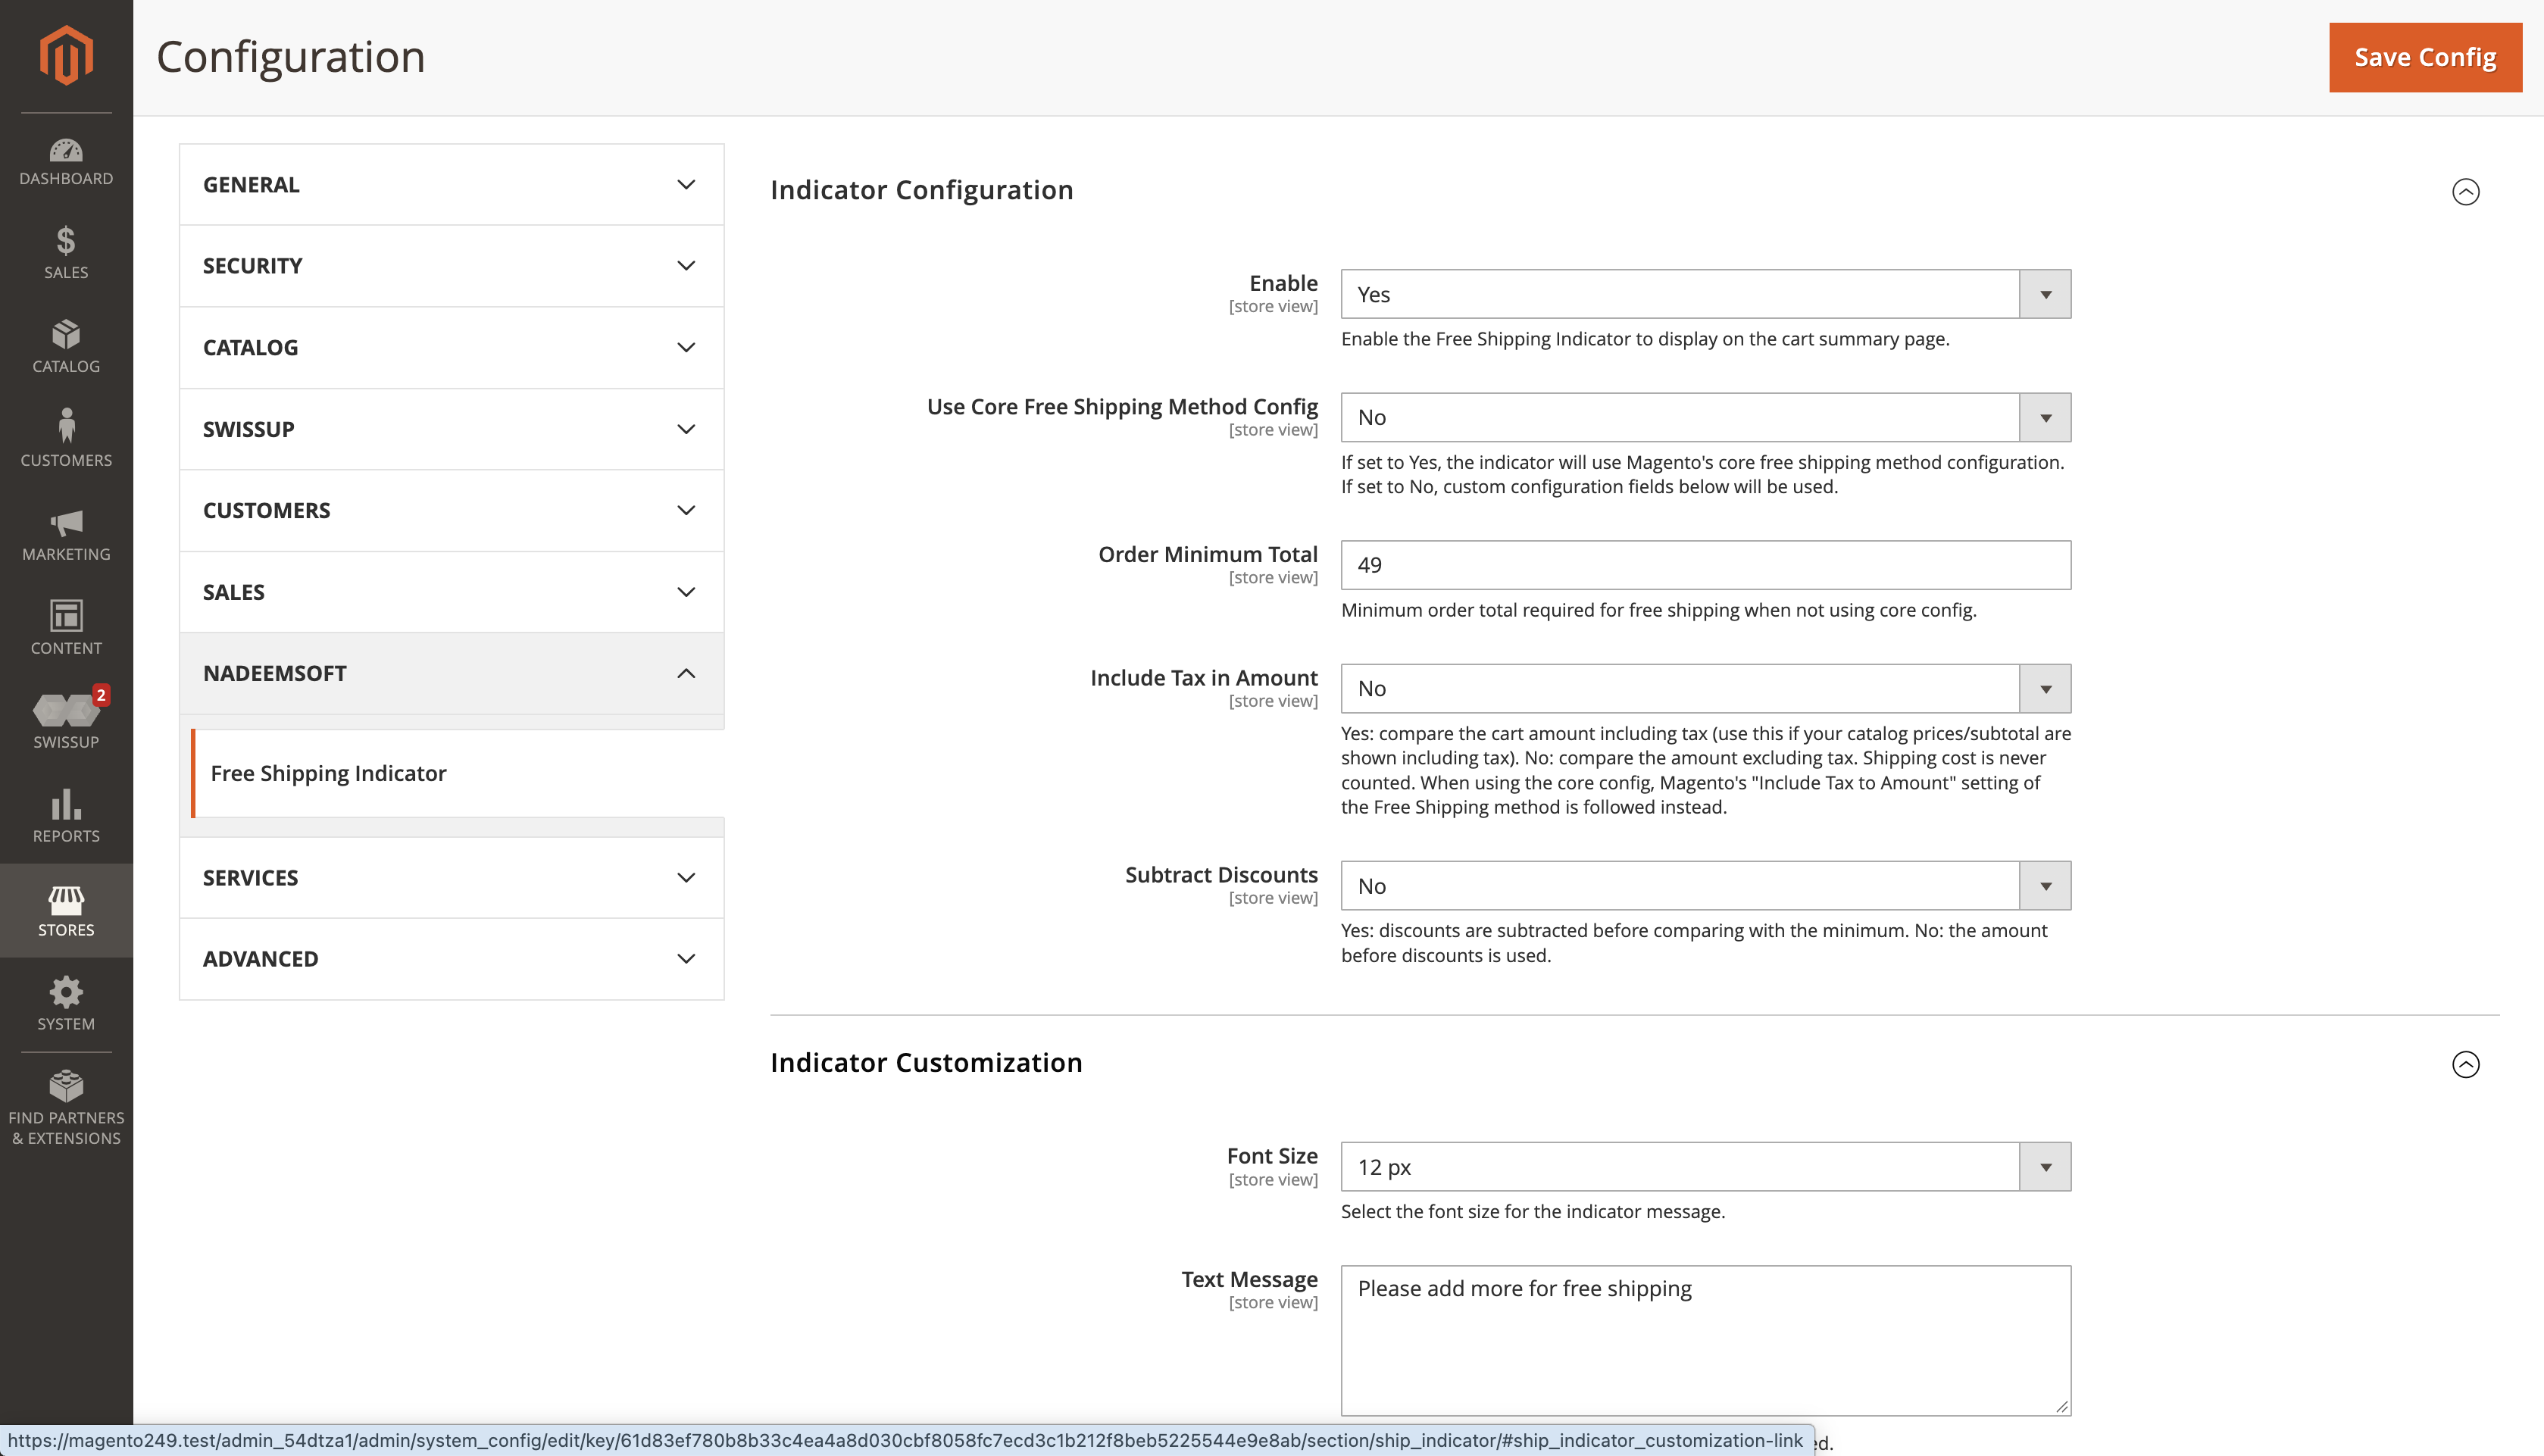 Configuration
Save Config
DASHBOARD
SALES
CATALOG
CUSTOMERS
MARKETING
CONTENT
2
SWISSUP
REPORTS
STORES
SYSTEM
FIND PARTNERS
& EXTENSIONS
GENERAL
SECURITY
CATALOG
SWISSUP
CUSTOMERS
SALES
NADEEMSOFT
Free Shipping Indicator
SERVICES
ADVANCED
Indicator Configuration
Enable
[store view]
Yes
Enable the Free Shipping Indicator to display on the cart summary page.
Use Core Free Shipping Method Config
[store view]
No
If set to Yes, the indicator will use Magento's core free shipping method configuration.
If set to No, custom configuration fields below will be used.
Order Minimum Total
[store view]
49
Minimum order total required for free shipping when not using core config.
Include Tax in Amount
[store view]
No
Yes: compare the cart amount including tax (use this if your catalog prices/subtotal are
shown including tax). No: compare the amount excluding tax. Shipping cost is never
counted. When using the core config, Magento's "Include Tax to Amount" setting of
the Free Shipping method is followed instead.
Subtract Discounts
[store view]
No
Yes: discounts are subtracted before comparing with the minimum. No: the amount
before discounts is used.
Indicator Customization
Font Size
[store view]
12 px
Select the font size for the indicator message.
Text Message
[store view]
Please add more for free shipping
https://magento249.test/admin_54dtza1/admin/system_config/edit/key/61d83ef780b8b33c4ea4a8d030cbf8058fc7ecd3c1b212f8beb5225544e9e8ab/section/ship_indicator/#ship_indicator_customization-link